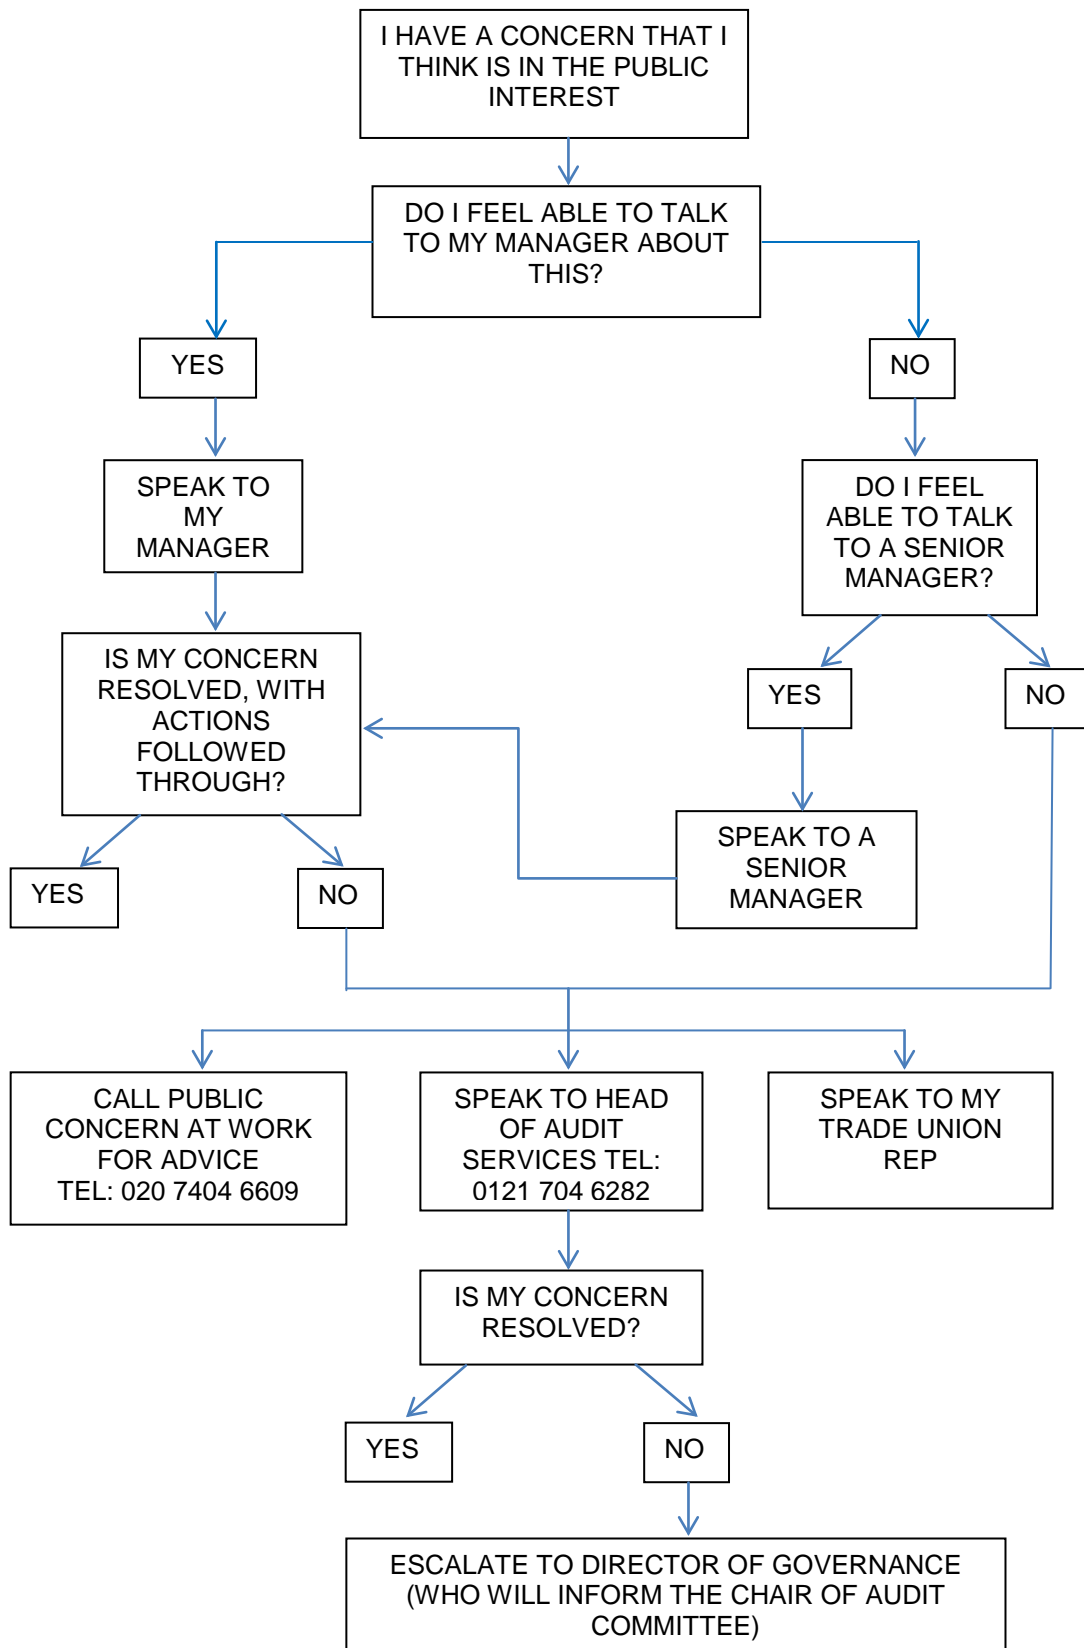 I HAVE A CONCERN THAT I
THINK IS IN THE PUBLIC
INTEREST
DO I FEEL ABLE TO TALK
TO MY MANAGER ABOUT
THIS?
YES
NO
SPEAK TO
MY
MANAGER
DO I FEEL
ABLE TO TALK
TO A SENIOR
MANAGER?
IS MY CONCERN
RESOLVED, WITH
ACTIONS
FOLLOWED
THROUGH?
YES
NO
SPEAK TO A
SENIOR
MANAGER
YES
NO
CALL PUBLIC
CONCERN AT WORK
FOR ADVICE
TEL: 020 7404 6609
SPEAK TO HEAD
OF AUDIT
SERVICES TEL:
0121 704 6282
SPEAK TO MY
TRADE UNION
REP
IS MY CONCERN
RESOLVED?
YES
NO
ESCALATE TO DIRECTOR OF GOVERNANCE
(WHO WILL INFORM THE CHAIR OF AUDIT
COMMITTEE)